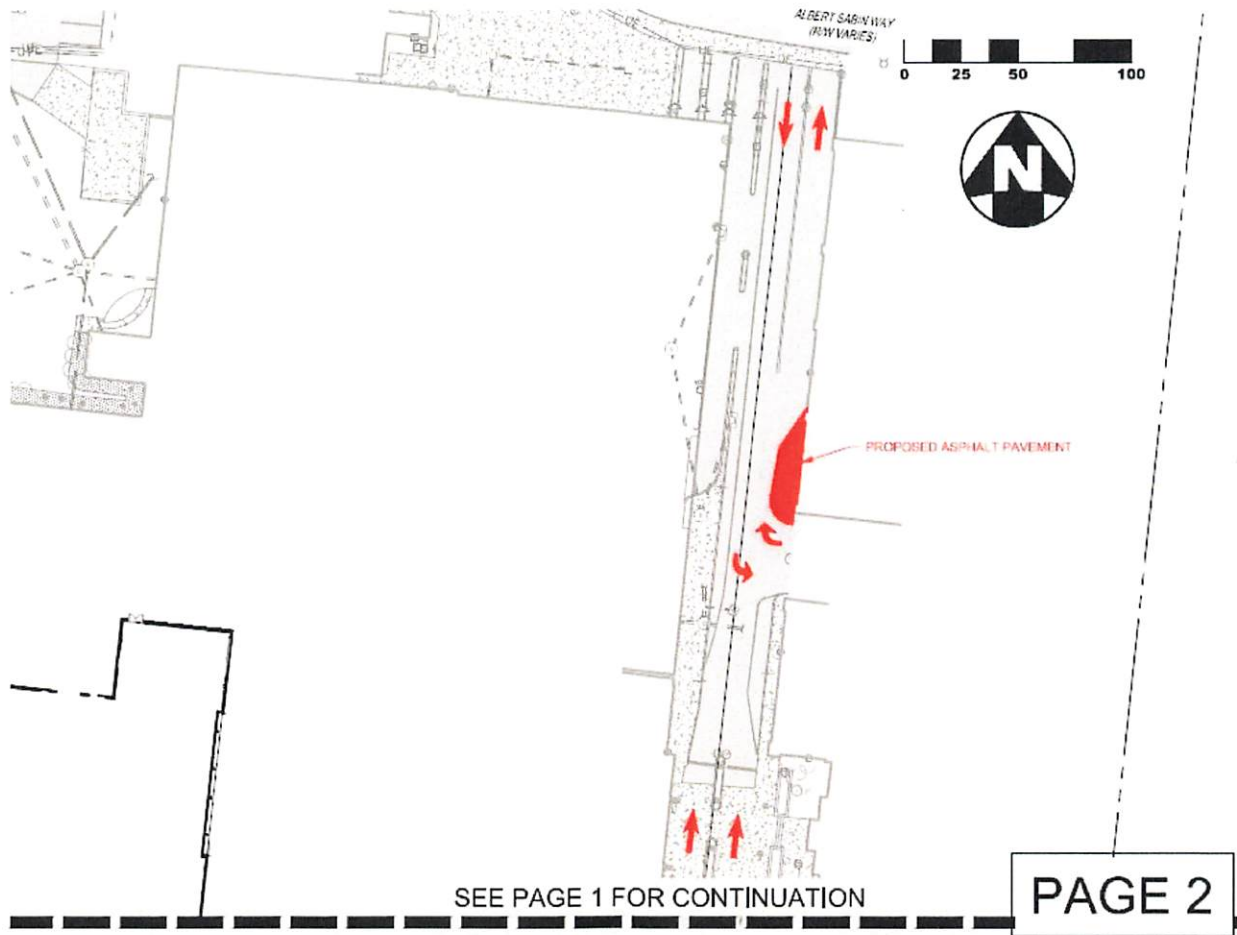 ALBERT SABIN WAY
(R/W VARIES)
0 25 50 100
N
PROPOSED ASPHALT PAVEMENT
SEE PAGE 1 FOR CONTINUATION
PAGE 2